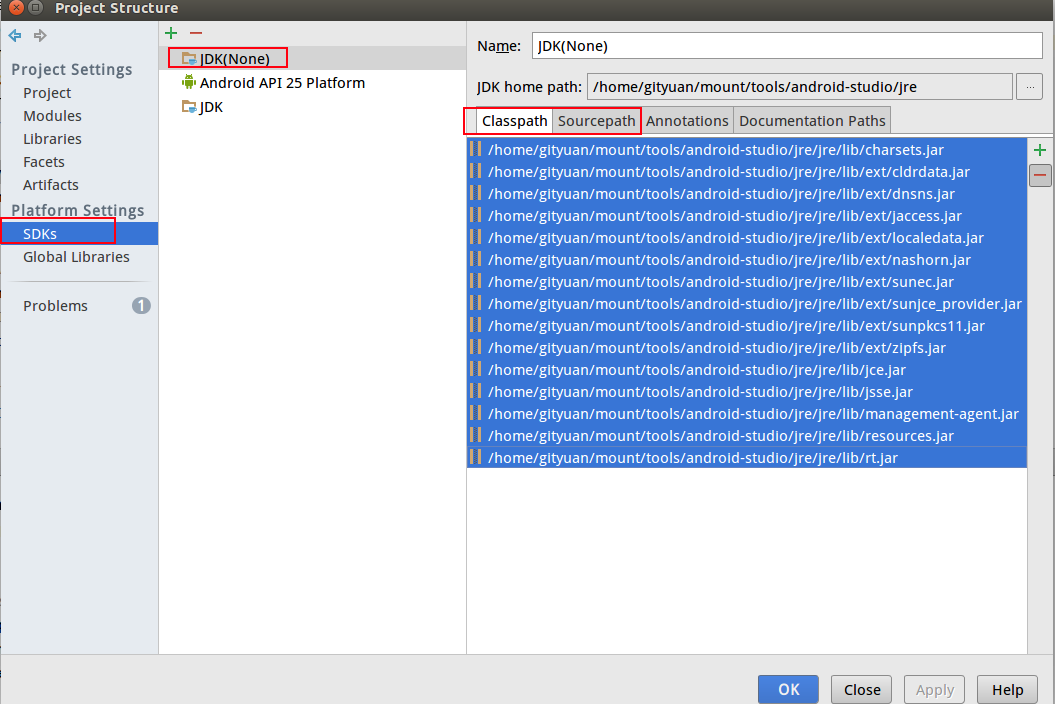 Project Structure
Project Settings
Project
Modules
Libraries
Facets
Artifacts
Platform Settings
SDKs
Global Libraries
Problems 1
JDK(None)
Android API 25 Platform
JDK
Name: JDK(None)
JDK home path: /home/gityuan/mount/tools/android-studio/jre ...
Classpath Sourcepath Annotations Documentation Paths
/home/gityuan/mount/tools/android-studio/jre/jre/lib/charsets.jar
/home/gityuan/mount/tools/android-studio/jre/jre/lib/ext/cldrdata.jar
/home/gityuan/mount/tools/android-studio/jre/jre/lib/ext/dnsns.jar
/home/gityuan/mount/tools/android-studio/jre/jre/lib/ext/jaccess.jar
/home/gityuan/mount/tools/android-studio/jre/jre/lib/ext/localedata.jar
/home/gityuan/mount/tools/android-studio/jre/jre/lib/ext/nashorn.jar
/home/gityuan/mount/tools/android-studio/jre/jre/lib/ext/sunec.jar
/home/gityuan/mount/tools/android-studio/jre/jre/lib/ext/sunjce_provider.jar
/home/gityuan/mount/tools/android-studio/jre/jre/lib/ext/sunpkcs11.jar
/home/gityuan/mount/tools/android-studio/jre/jre/lib/ext/zipfs.jar
/home/gityuan/mount/tools/android-studio/jre/jre/lib/jce.jar
/home/gityuan/mount/tools/android-studio/jre/jre/lib/jsse.jar
/home/gityuan/mount/tools/android-studio/jre/jre/lib/management-agent.jar
/home/gityuan/mount/tools/android-studio/jre/jre/lib/resources.jar
/home/gityuan/mount/tools/android-studio/jre/jre/lib/rt.jar
OK Close Apply Help